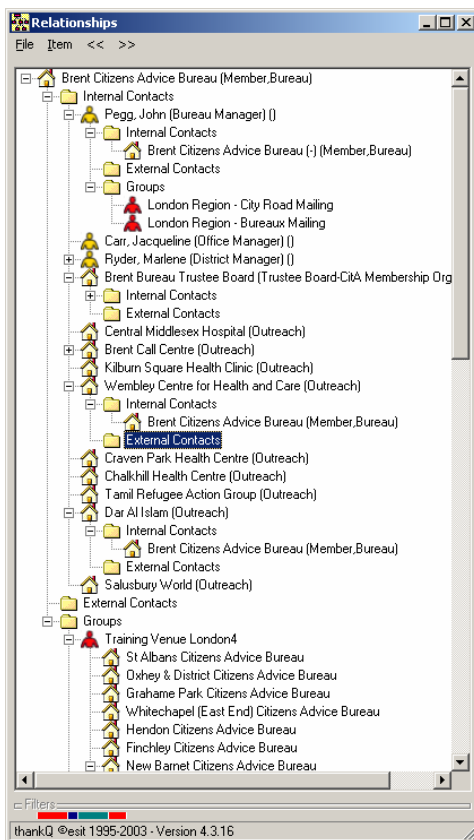 Relationships
File Item << >>
Brent Citizens Advice Bureau (Member,Bureau)
Internal Contacts
Pegg, John (Bureau Manager) ()
Internal Contacts
Brent Citizens Advice Bureau (-) (Member,Bureau)
External Contacts
Groups
London Region - City Road Mailing
London Region - Bureaux Mailing
Carr, Jacqueline (Office Manager) ()
Ryder, Marlene (District Manager) ()
Brent Bureau Trustee Board (Trustee Board-CitA Membership Org
Internal Contacts
External Contacts
Central Middlesex Hospital (Outreach)
Brent Call Centre (Outreach)
Kilburn Square Health Clinic (Outreach)
Wembley Centre for Health and Care (Outreach)
Internal Contacts
Brent Citizens Advice Bureau (Member,Bureau)
External Contacts
Craven Park Health Centre (Outreach)
Chalkhill Health Centre (Outreach)
Tamil Refugee Action Group (Outreach)
Dar Al Islam (Outreach)
Internal Contacts
Brent Citizens Advice Bureau (Member,Bureau)
External Contacts
Salusbury World (Outreach)
External Contacts
Groups
Training Venue London4
St Albans Citizens Advice Bureau
Oxhey & District Citizens Advice Bureau
Grahame Park Citizens Advice Bureau
Whitechapel (East End) Citizens Advice Bureau
Hendon Citizens Advice Bureau
Finchley Citizens Advice Bureau
New Barnet Citizens Advice Bureau
Filters
thankQ ©esit 1995-2003 - Version 4.3.16